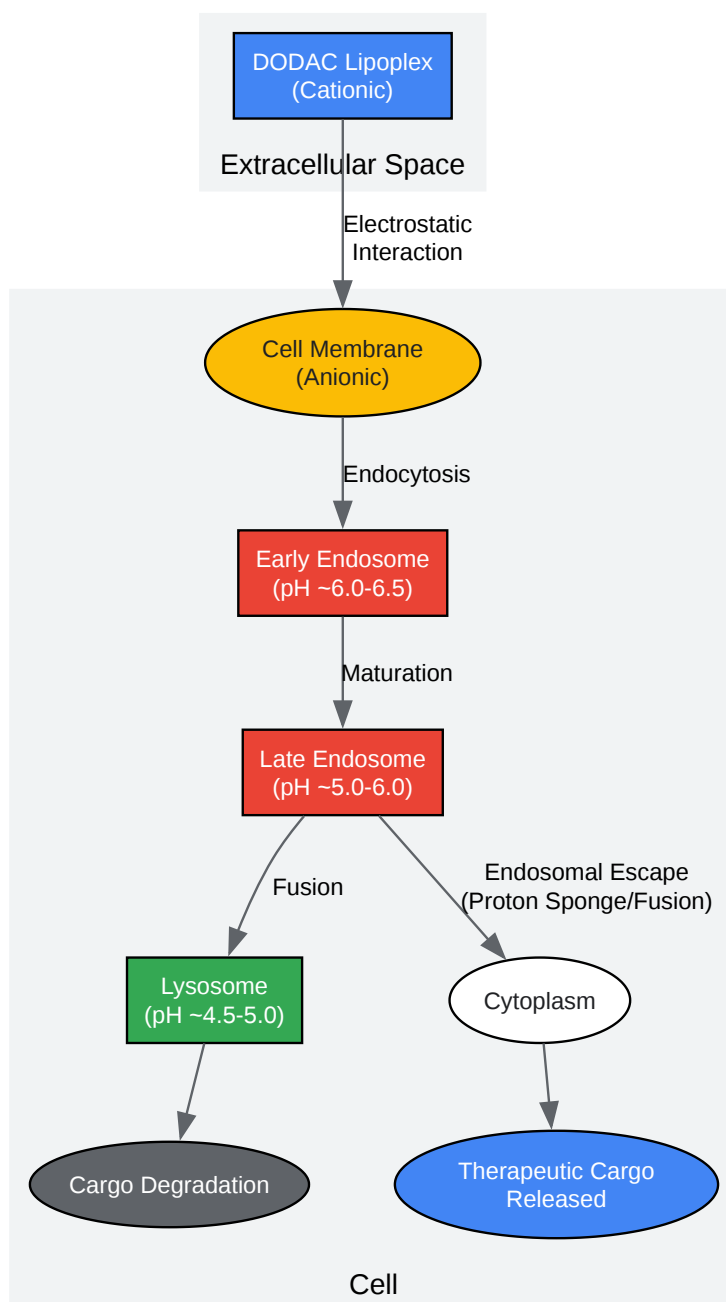 DODAC Lipoplex
(Cationic)
Extracellular Space
Electrostatic
Interaction
Cell Membrane
(Anionic)
Endocytosis
Early Endosome
(pH ~6.0-6.5)
Maturation
Late Endosome
(pH ~5.0-6.0)
Fusion
Endosomal Escape
(Proton Sponge/Fusion)
Lysosome
(pH ~4.5-5.0)
Cytoplasm
Cargo Degradation
Therapeutic Cargo
Released
Cell